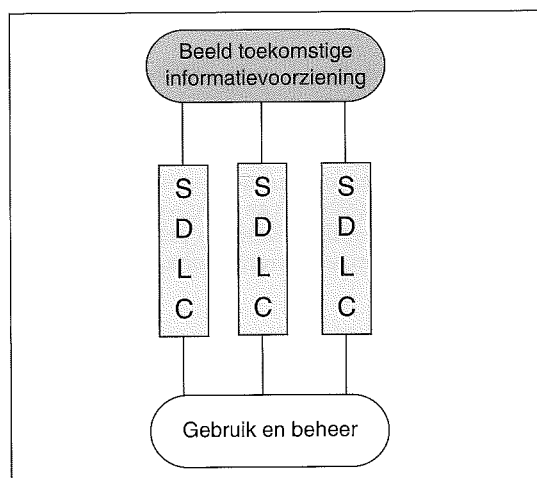 Beeld toekomstige
informatievoorziening
S S S
D D D
L L L
C C C
Gebruik en beheer